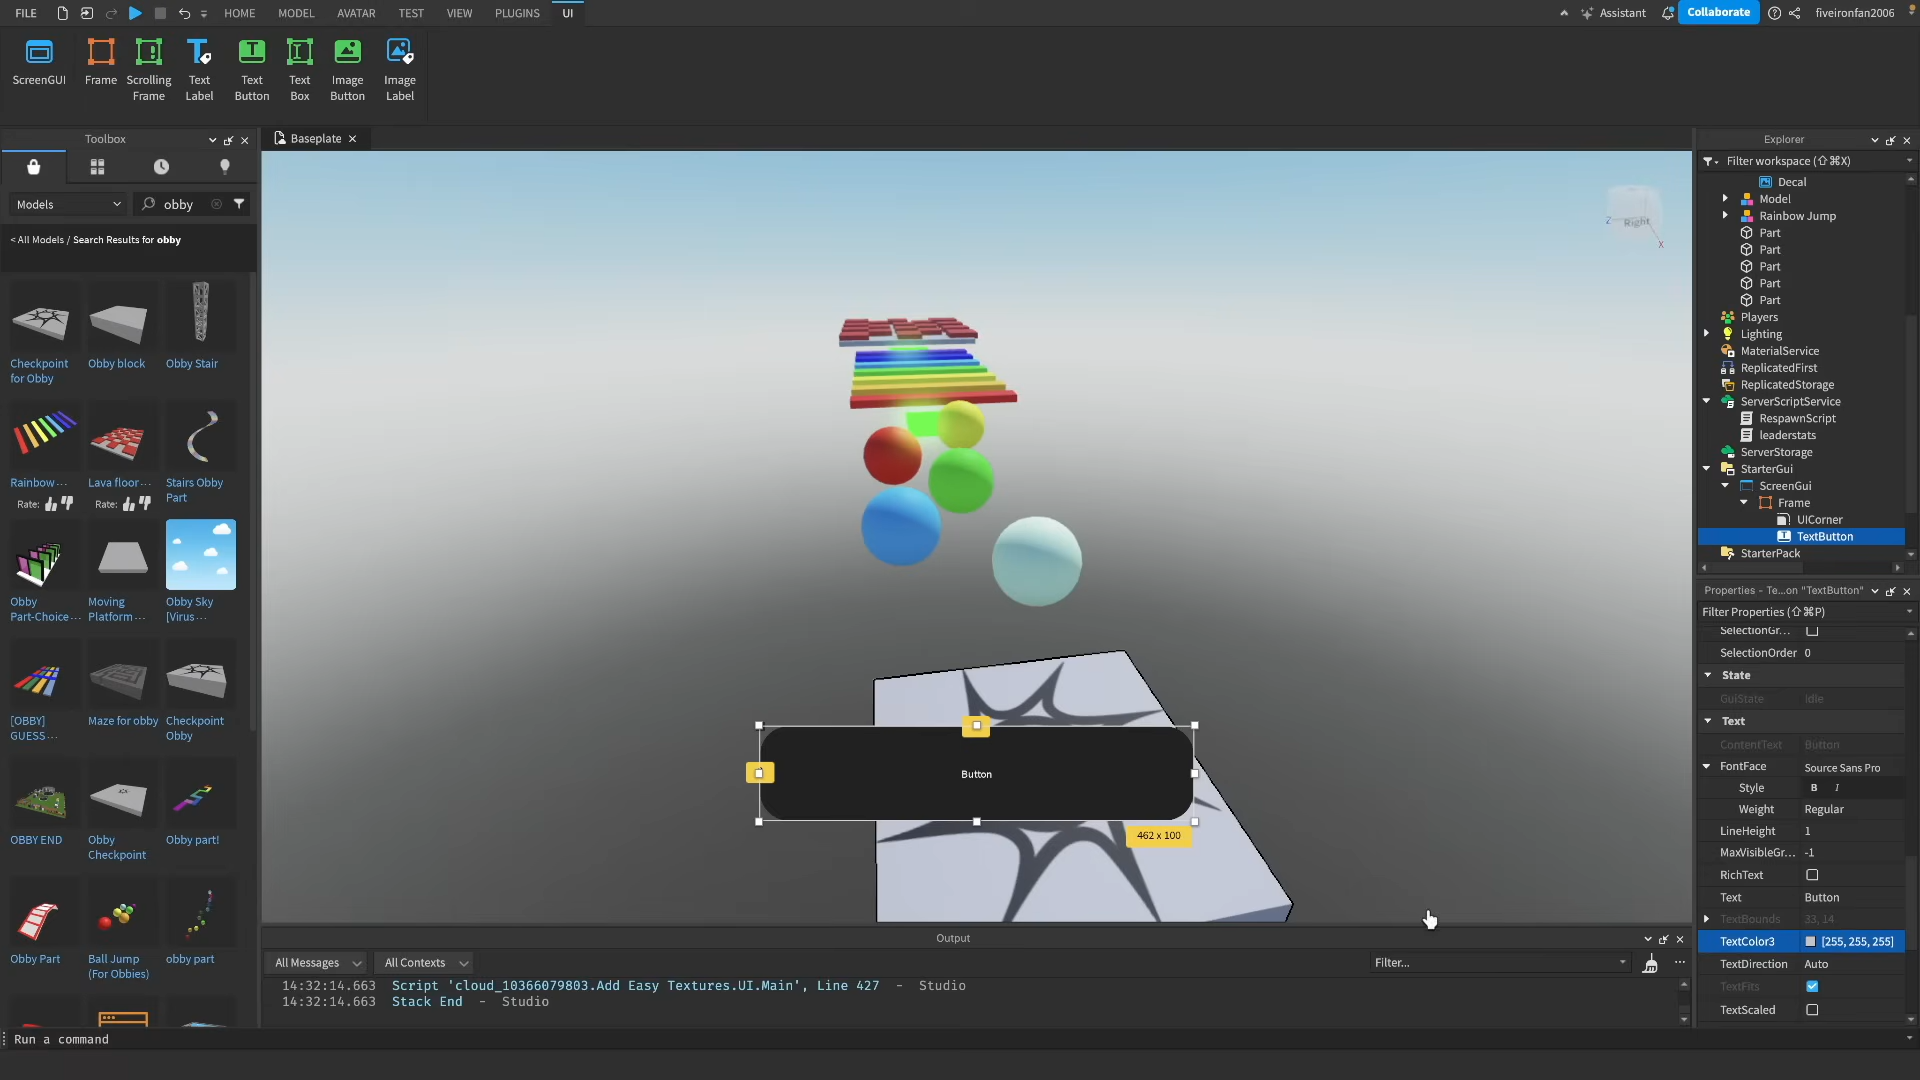 FILE
HOME
MODEL
AVATAR
TEST
VIEW
PLUGINS
UI
Assistant
Collaborate
fiveironfan2006
ScreenGUI
Frame
Scrolling
Frame
Text
Label
Text
Button
Text
Box
Image
Button
Image
Label
Toolbox
Models
obby
< All Models / Search Results for obby
Checkpoint
for Obby
Obby block
Obby Stair
Rainbow ...
Lava floor...
Stairs Obby
Part
Rate:
Rate:
Obby
Part-Choice...
Moving
Platform ...
Obby Sky
[Virus ...
[OBBY]
GUESS ...
Maze for obby
Checkpoint
Obby
OBBY END
Obby
Checkpoint
Obby part!
Obby Part
Ball Jump
(For Obbies)
obby part
Baseplate
Right
Z
X
Button
462 x 100
Output
All Messages
All Contexts
Filter...
14:32:14.663 Script 'cloud_10366079803.Add Easy Textures.UI.Main', Line 427 - Studio
14:32:14.663 Stack End - Studio
Run a command
Explorer
Filter workspace (⇧⌘X)
Decal
Model
Rainbow Jump
Part
Part
Part
Part
Part
Players
Lighting
MaterialService
ReplicatedFirst
ReplicatedStorage
ServerScriptService
RespawnScript
leaderstats
ServerStorage
StarterGui
ScreenGui
Frame
UICorner
TextButton
StarterPack
Properties - Te...on "TextButton"
Filter Properties (⇧⌘P)
SelectionGr...
SelectionOrder 0
State
GuiState Idle
Text
ContentText Button
FontFace Source Sans Pro
Style B I
Weight Regular
LineHeight 1
MaxVisibleGr... -1
RichText
Text Button
TextBounds 33, 14
TextColor3 [255, 255, 255]
TextDirection Auto
TextFits
TextScaled